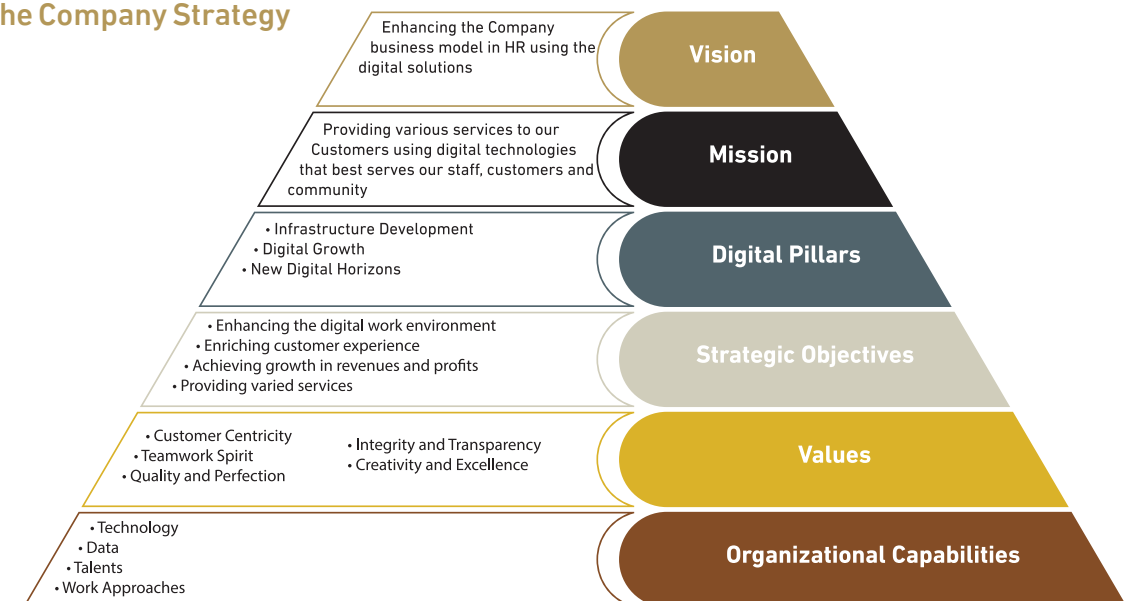 he Company Strategy
Enhancing the Company
business model in HR using the
digital solutions
Vision
Providing various services to our
Customers using digital technologies
that best serves our staff, customers and
community
Mission
• Infrastructure Development
• Digital Growth
• New Digital Horizons
Digital Pillars
• Enhancing the digital work environment
• Enriching customer experience
• Achieving growth in revenues and profits
• Providing varied services
Strategic Objectives
• Customer Centricity
• Teamwork Spirit
• Quality and Perfection
• Integrity and Transparency
• Creativity and Excellence
Values
• Technology
• Data
• Talents
• Work Approaches
Organizational Capabilities